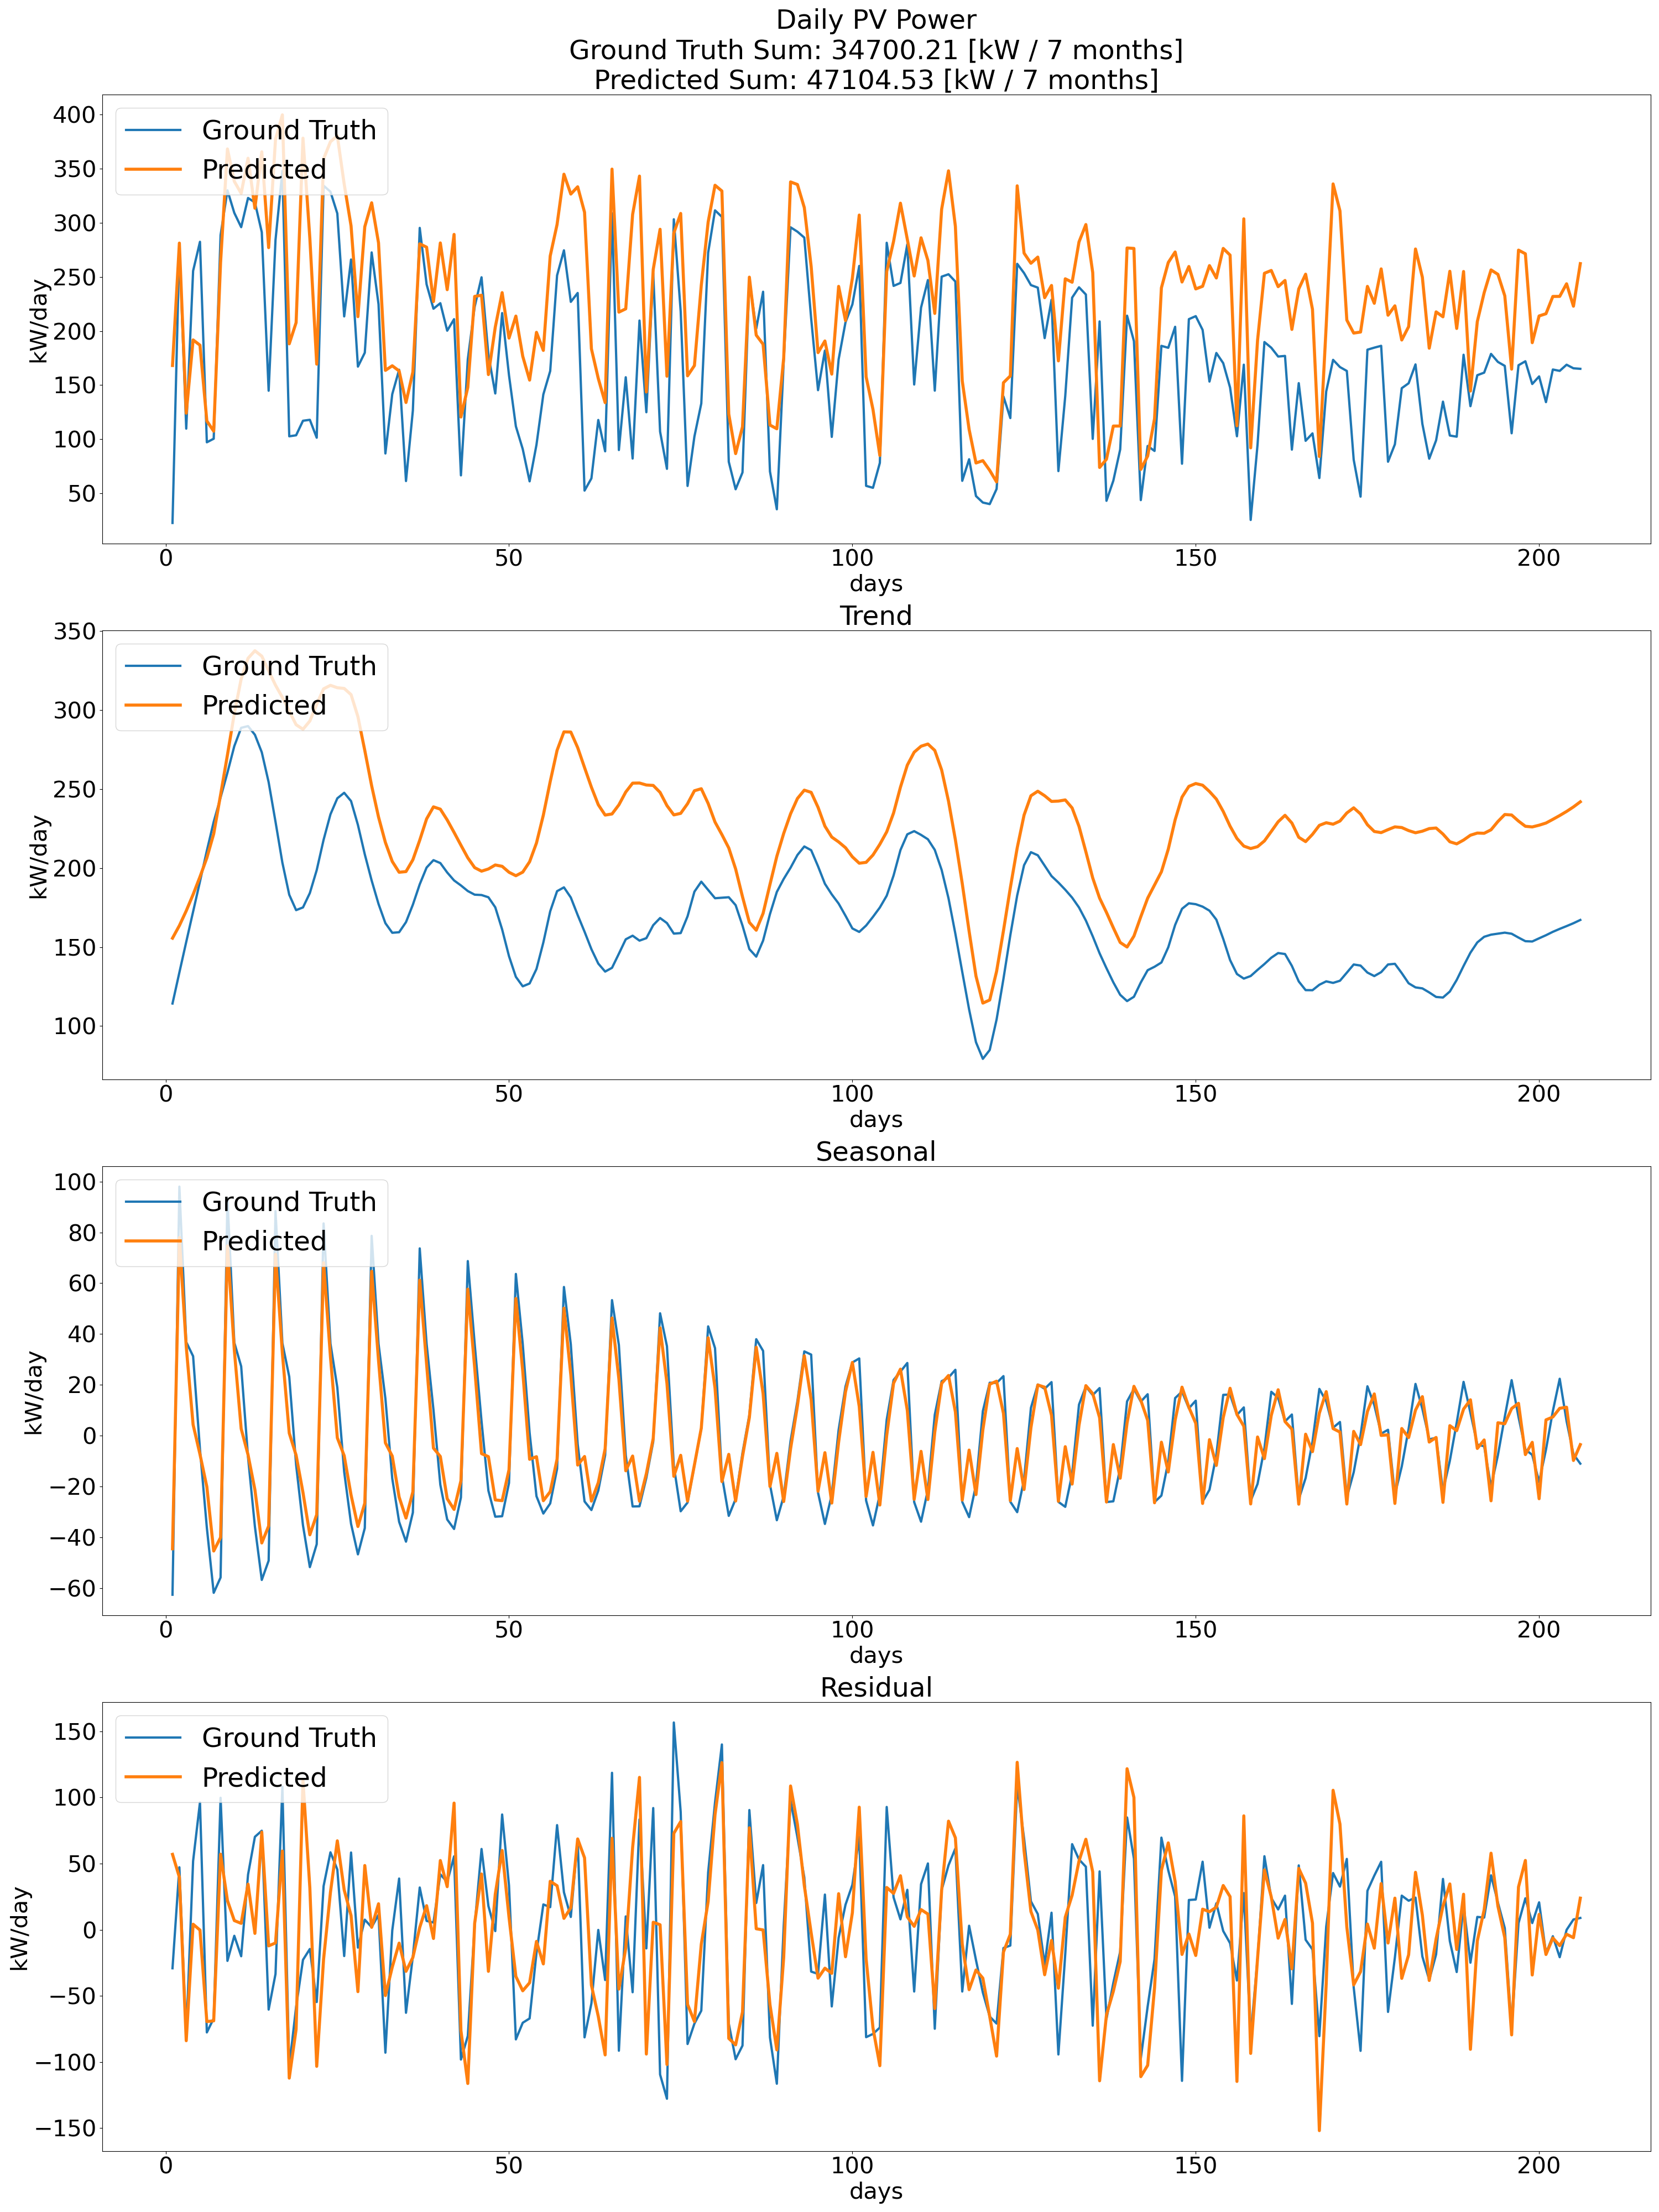 Daily PV Power
Ground Truth Sum: 34700.21 [kW / 7 months]
Predicted Sum: 47104.53 [kW / 7 months]
400
350
300
250
200
150
100
50
kW/day
Ground Truth
Predicted
0 50 100 150 200
days
Trend
350
300
250
200
150
100
kW/day
Ground Truth
Predicted
0 50 100 150 200
days
Seasonal
100
80
60
40
20
0
−20
−40
−60
kW/day
Ground Truth
Predicted
0 50 100 150 200
days
Residual
150
100
50
0
−50
−100
−150
kW/day
Ground Truth
Predicted
0 50 100 150 200
days